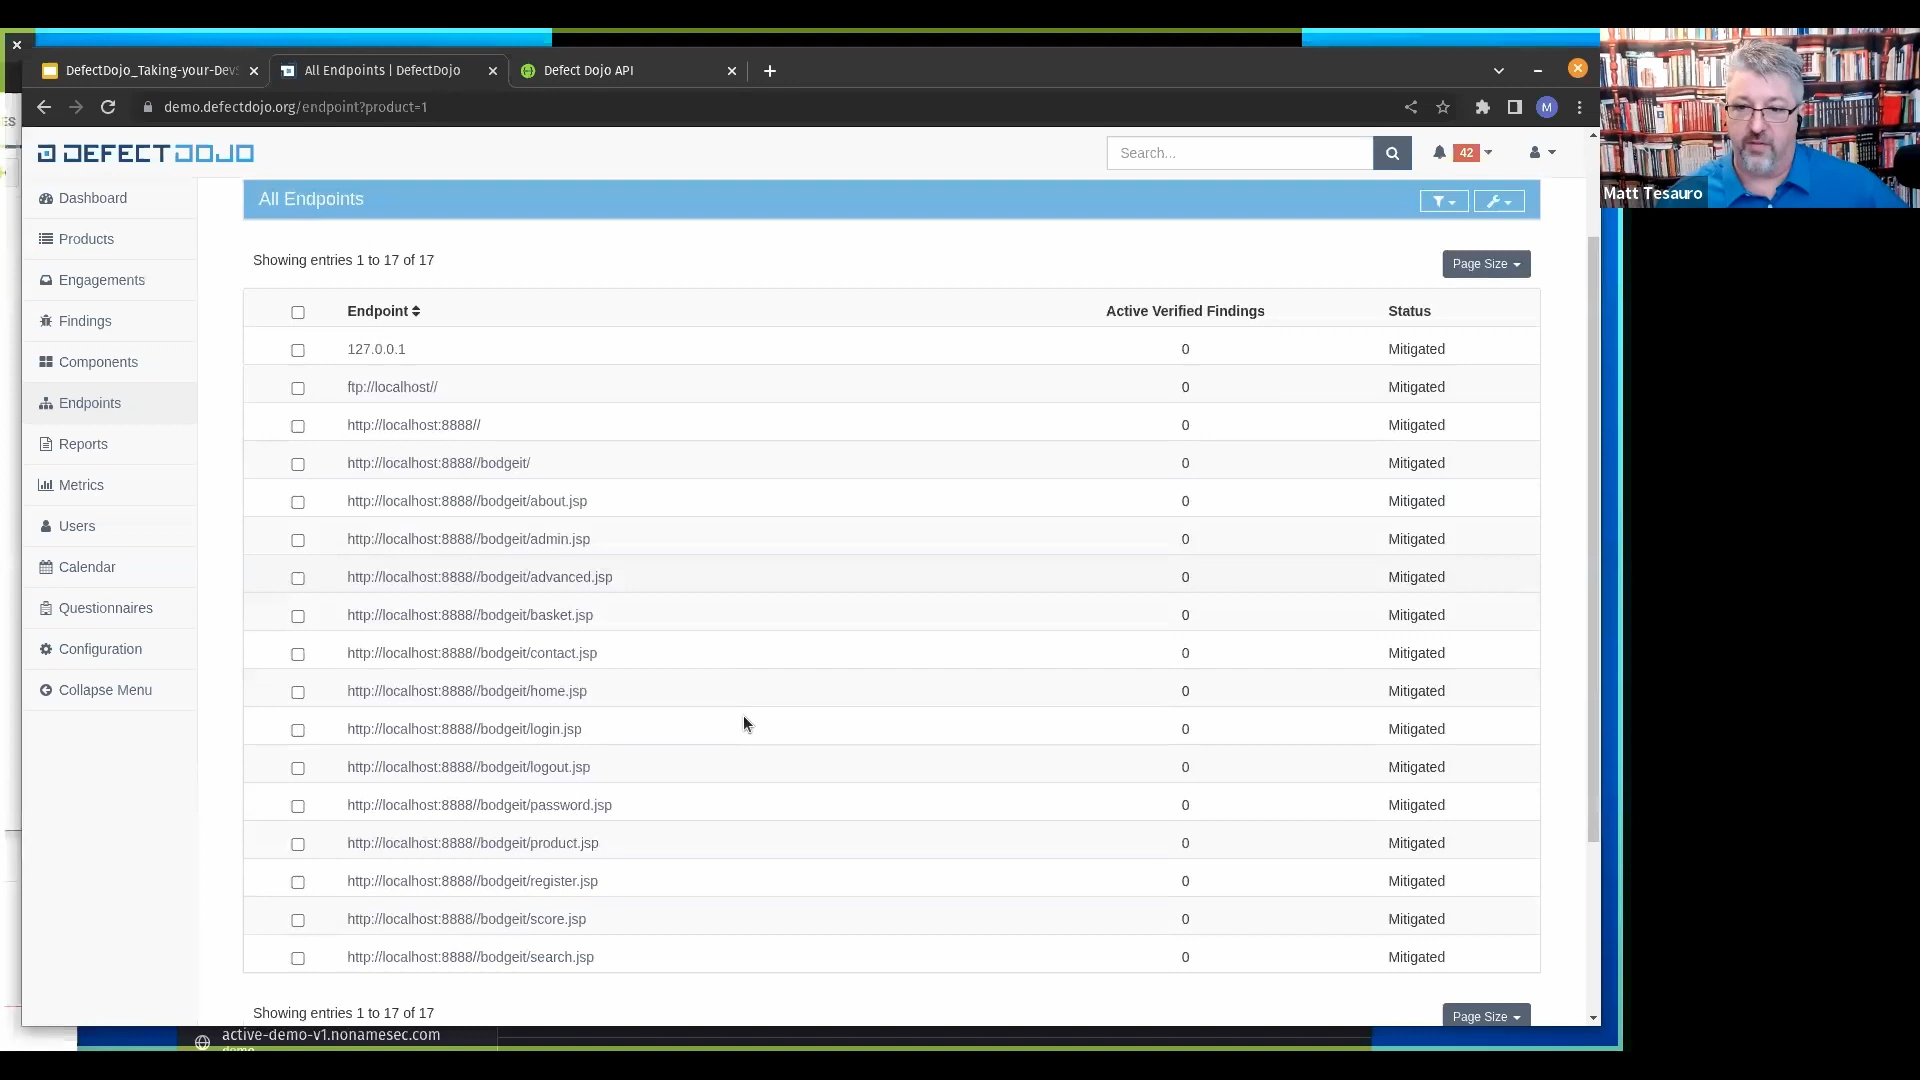 DefectDojo_Taking-your-Dev
All Endpoints | DefectDojo
Defect Dojo API
demo.defectdojo.org/endpoint?product=1
M
DEFECTDOJO
Search...
42
Matt Tesauro
Dashboard
Products
Engagements
Findings
Components
Endpoints
Reports
Metrics
Users
Calendar
Questionnaires
Configuration
Collapse Menu
All Endpoints
Showing entries 1 to 17 of 17
Page Size
Endpoint Active Verified Findings Status
127.0.0.1 0 Mitigated
ftp://localhost// 0 Mitigated
http://localhost:8888// 0 Mitigated
http://localhost:8888//bodgeit/ 0 Mitigated
http://localhost:8888//bodgeit/about.jsp 0 Mitigated
http://localhost:8888//bodgeit/admin.jsp 0 Mitigated
http://localhost:8888//bodgeit/advanced.jsp 0 Mitigated
http://localhost:8888//bodgeit/basket.jsp 0 Mitigated
http://localhost:8888//bodgeit/contact.jsp 0 Mitigated
http://localhost:8888//bodgeit/home.jsp 0 Mitigated
http://localhost:8888//bodgeit/login.jsp 0 Mitigated
http://localhost:8888//bodgeit/logout.jsp 0 Mitigated
http://localhost:8888//bodgeit/password.jsp 0 Mitigated
http://localhost:8888//bodgeit/product.jsp 0 Mitigated
http://localhost:8888//bodgeit/register.jsp 0 Mitigated
http://localhost:8888//bodgeit/score.jsp 0 Mitigated
http://localhost:8888//bodgeit/search.jsp 0 Mitigated
Showing entries 1 to 17 of 17
Page Size
active-demo-v1.nonamesec.com